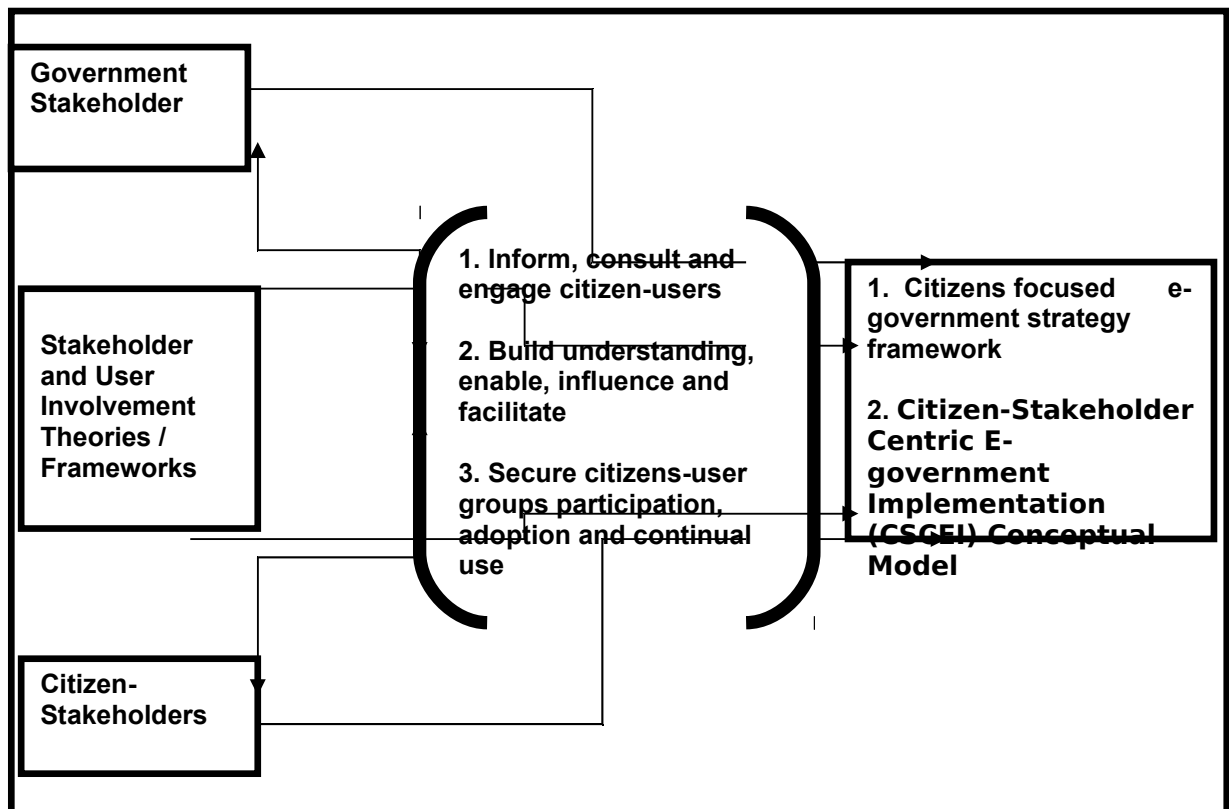 Government
Stakeholder
Stakeholder
and User
Involvement
Theories /
Frameworks
Citizen-
Stakeholders
1. Inform, consult and
engage citizen-users
2. Build understanding,
enable, influence and
facilitate
3. Secure citizens-user
groups participation,
adoption and continual
use
1. Citizens focused e-
government strategy
framework
2. Citizen-Stakeholder
Centric E-
government
Implementation
(CSCEI) Conceptual
Model